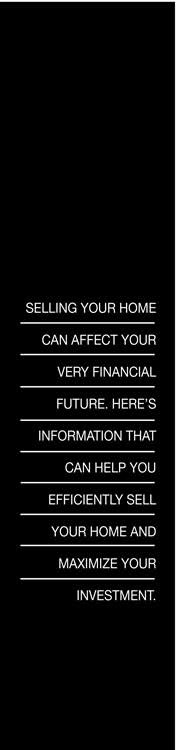 SELLING YOUR HOME
CAN AFFECT YOUR
VERY FINANCIAL
FUTURE. HERE'S
INFORMATION THAT
CAN HELP YOU
EFFICIENTLY SELL
YOUR HOME AND
MAXIMIZE YOUR
INVESTMENT.